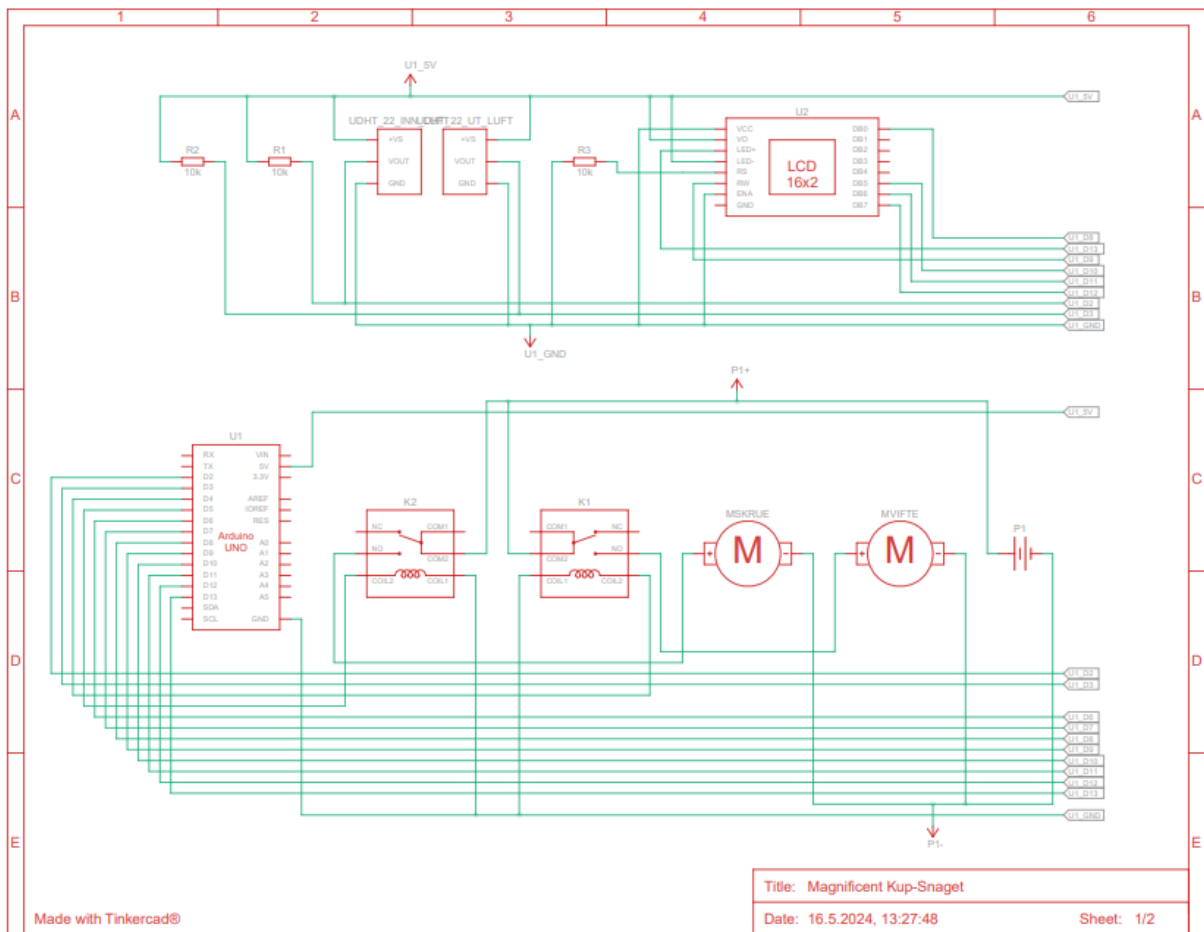 1 2 3 4 5 6
A A
B B
C C
D D
E E
U1_5V
U1_5V
R2
10k
R1
10k
+VS
VOUT
GND
+VS
VOUT
GND
R3
10k
U2
LCD
16x2
VCC
VO
LED+
LED-
RS
RW
ENA
GND
DB0
DB1
DB2
DB3
DB4
DB5
DB6
DB7
U1_D8
U1_D13
U1_D9
U1_D10
U1_D11
U1_D12
U1_D2
U1_D3
U1_GND
U1_GND
P1+
U1_5V
U1
Arduino
UNO
RX
TX
D2
D3
D4
D5
D6
D7
D8
D9
D10
D11
D12
D13
SDA
SCL
VIN
5V
3.3V
AREF
IOREF
RES
A0
A1
A2
A3
A4
A5
GND
K2
NC
COM1
NO
COM2
COIL2
COIL1
K1
COM1
NC
COM2
NO
COIL1
COIL2
MSKRUE
M
+
-
MVIFTE
M
+
-
P1
U1_D2
U1_D3
U1_D6
U1_D7
U1_D8
U1_D9
U1_D10
U1_D11
U1_D12
U1_D13
U1_GND
P1-
Title: Magnificent Kup-Snaget
Made with Tinkercad®
Date: 16.5.2024, 13:27:48
Sheet: 1/2